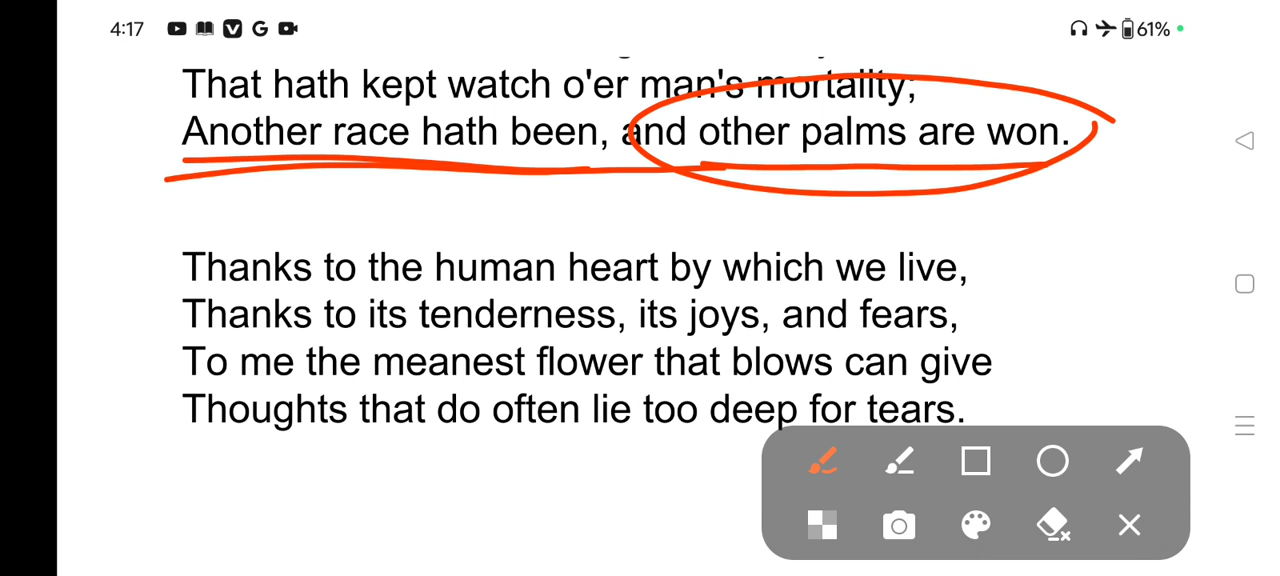 4:17
61%
That hath kept watch o'er man's mortality;
Another race hath been, and other palms are won.
Thanks to the human heart by which we live,
Thanks to its tenderness, its joys, and fears,
To me the meanest flower that blows can give
Thoughts that do often lie too deep for tears.